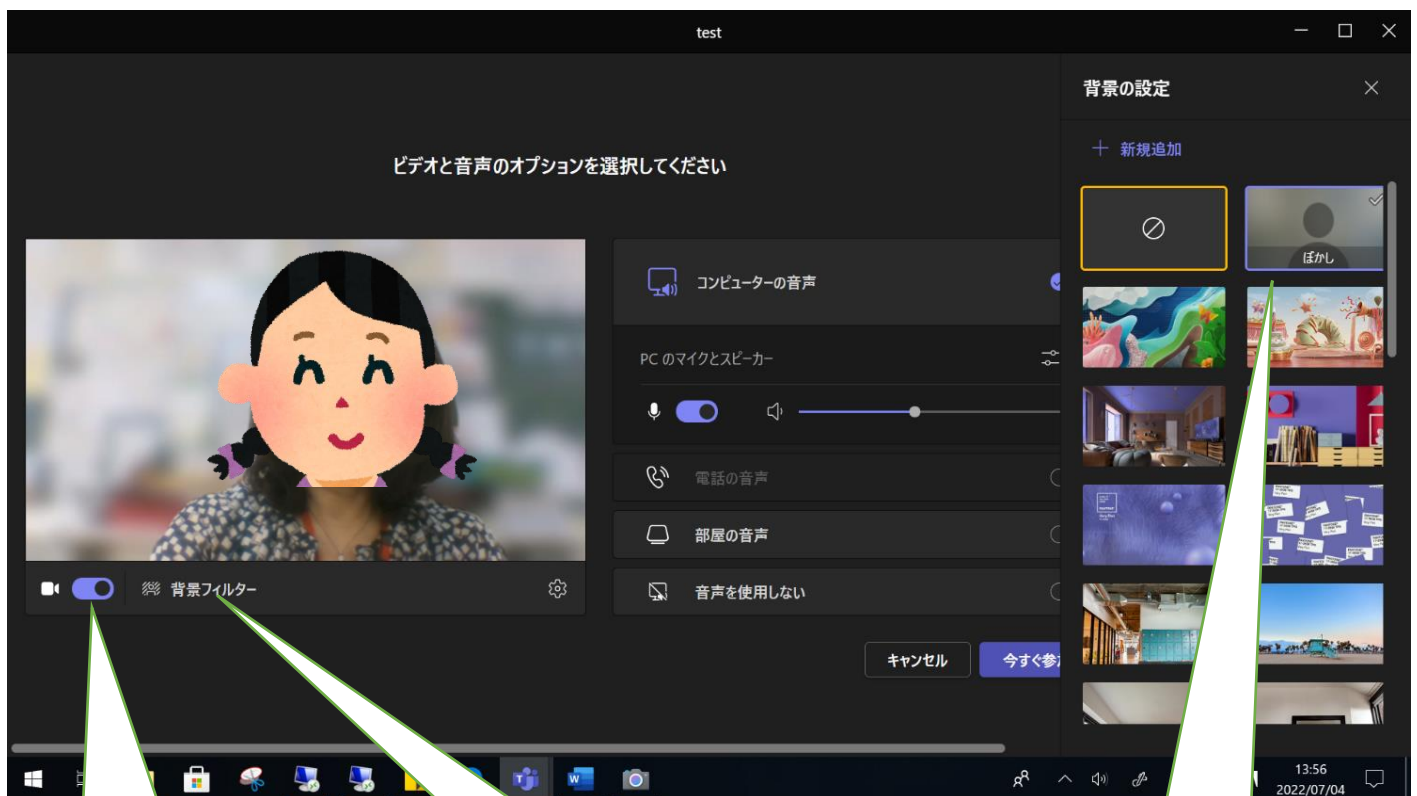 test
背景の設定
新規追加
ビデオと音声のオプションを選択してください
ぼかし
コンピューターの音声
PC のマイクとスピーカー
電話の音声
部屋の音声
背景フィルター
音声を使用しない
キャンセル
今すぐ参
13:56
2022/07/04